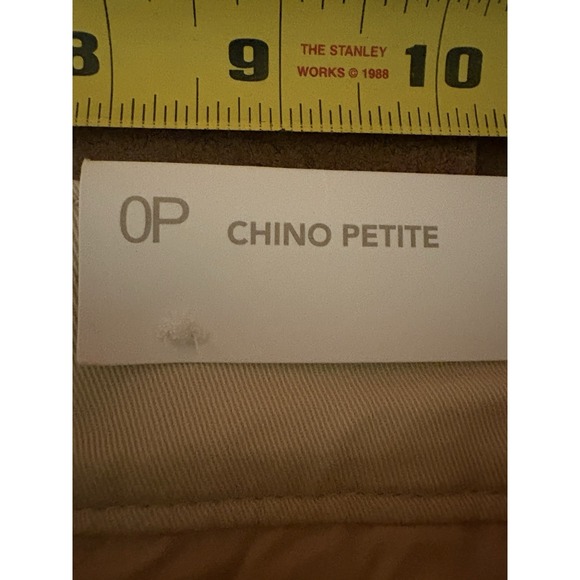 8 9 THE STANLEY 10
WORKS © 1988
0P CHINO PETITE